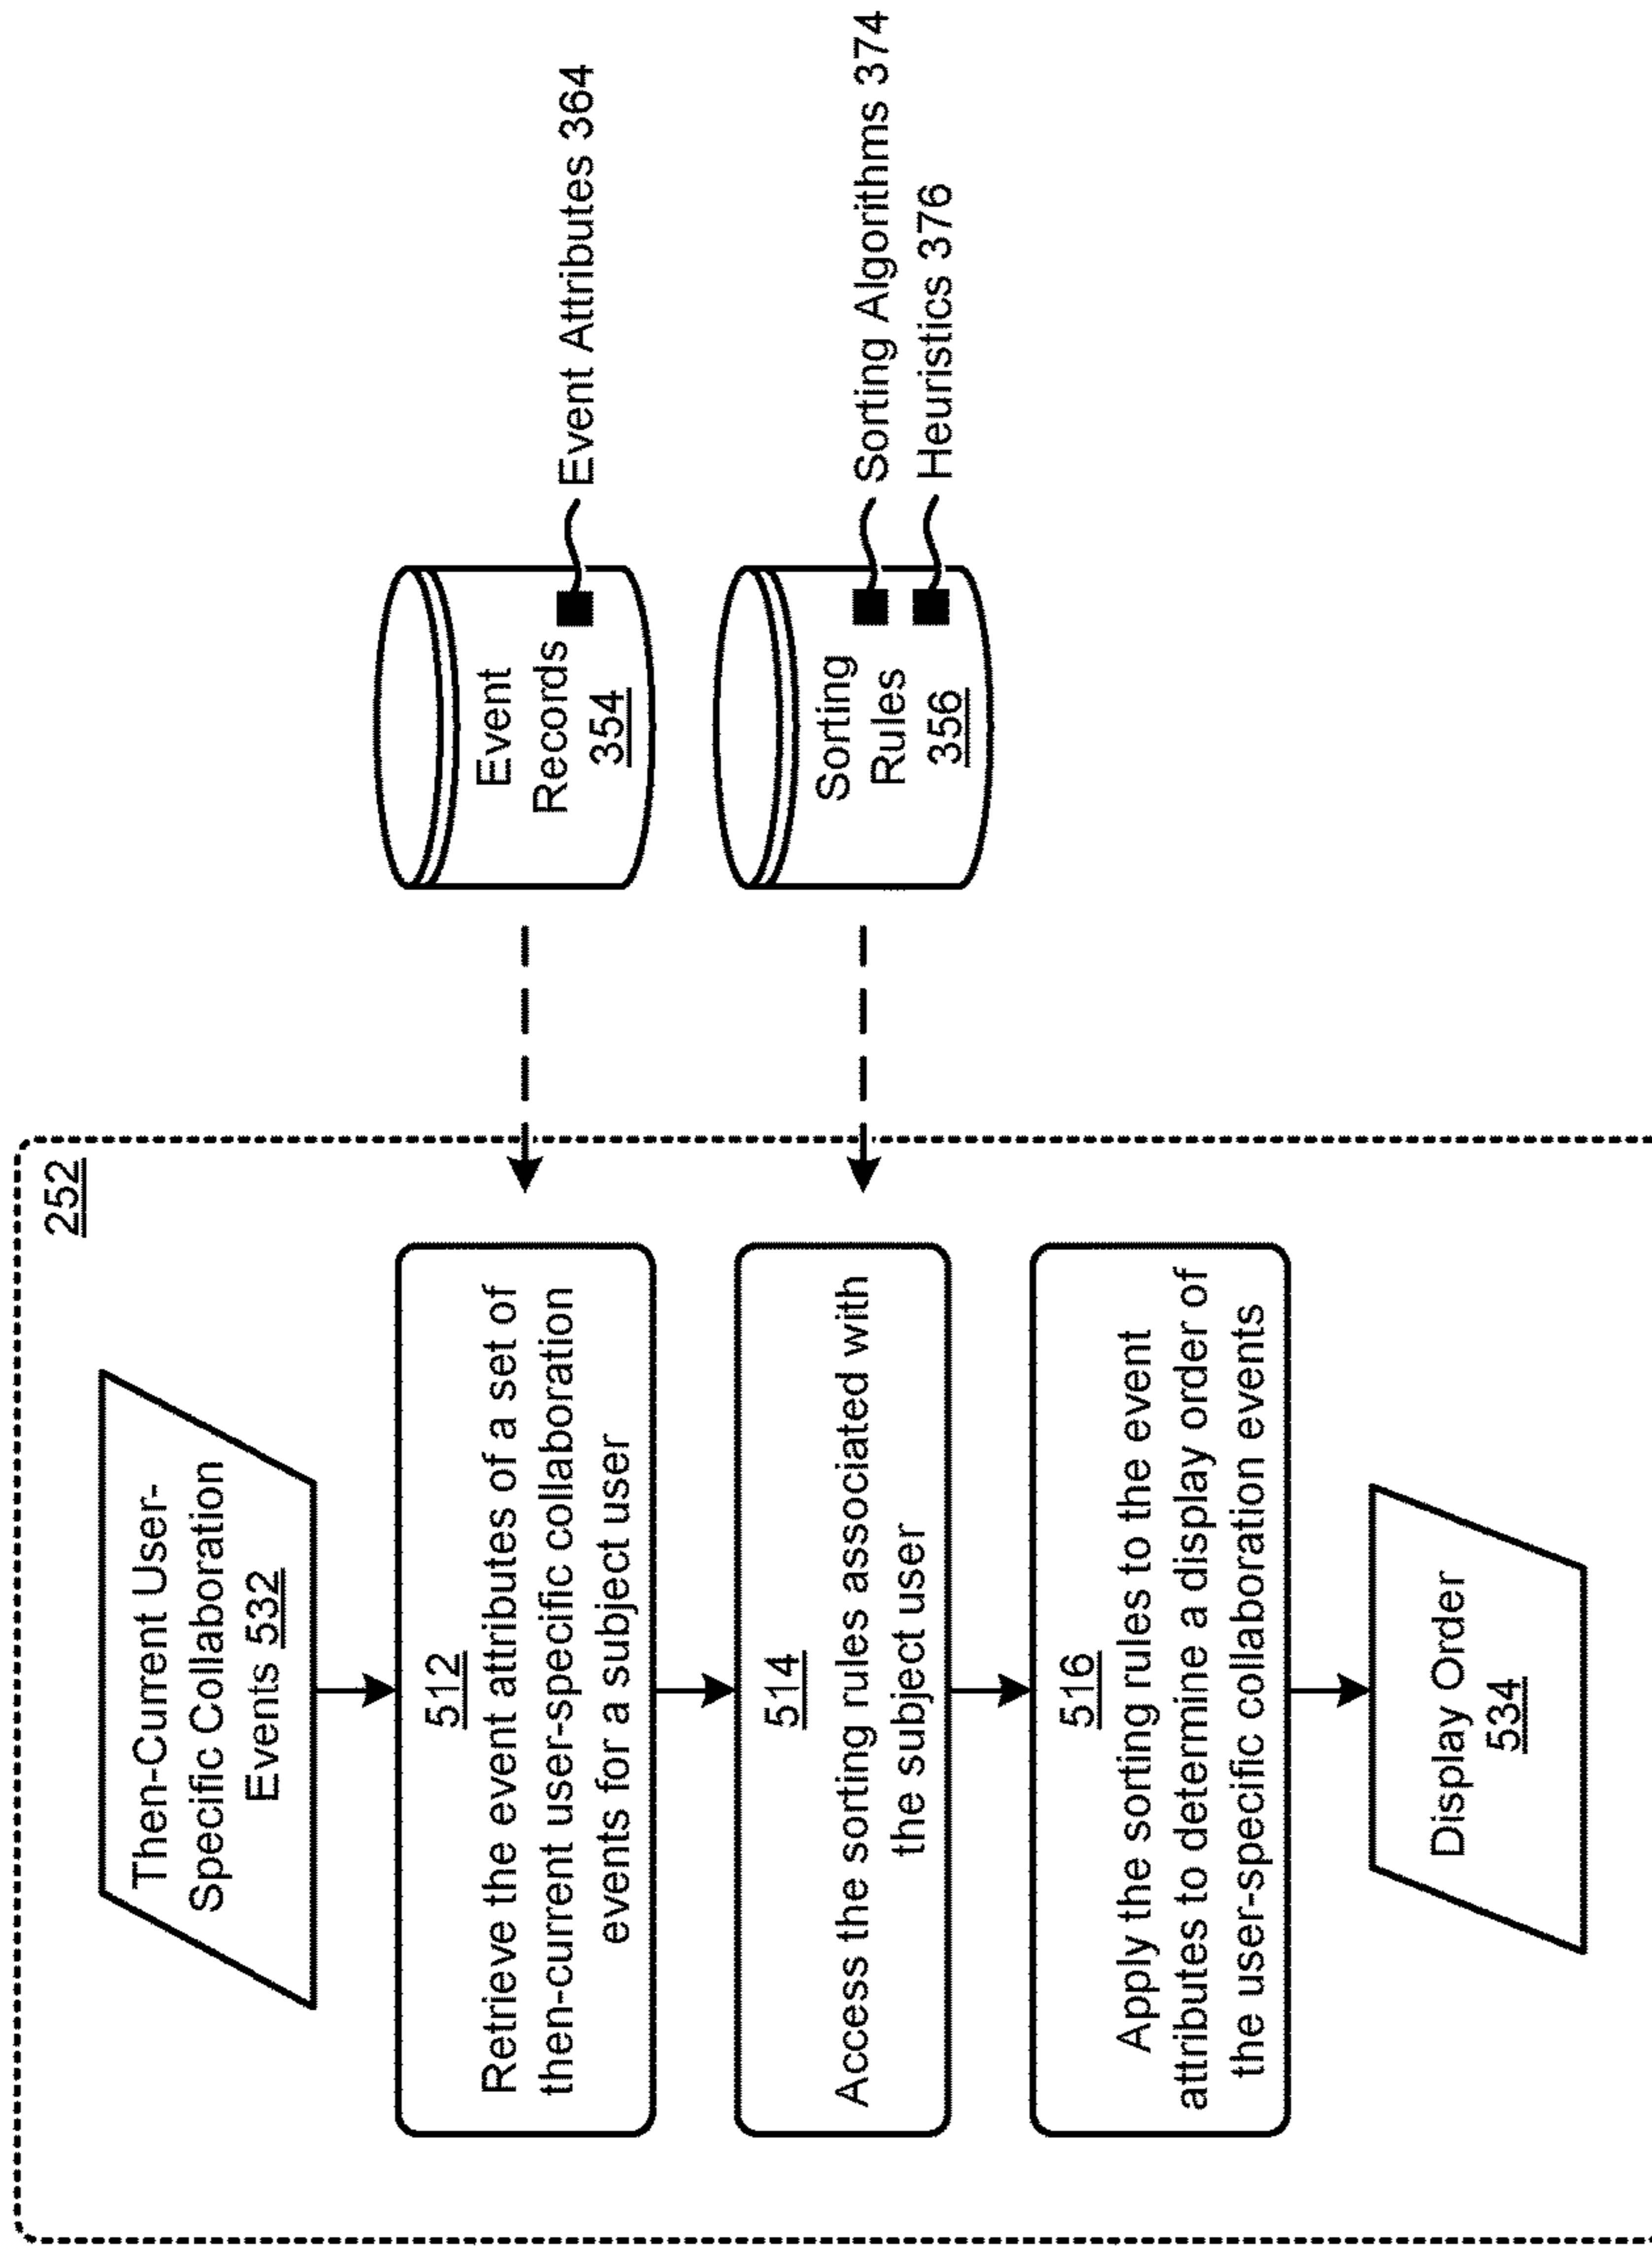 252
Then-Current User-
Specific Collaboration
Events 532
512
Retrieve the event attributes of a set of
then-current user-specific collaboration
events for a subject user
514
Access the sorting rules associated with
the subject user
516
Apply the sorting rules to the event
attributes to determine a display order of
the user-specific collaboration events
Display Order
534
Event
Records
354
Event Attributes 364
Sorting
Rules
356
Sorting Algorithms 374
Heuristics 376